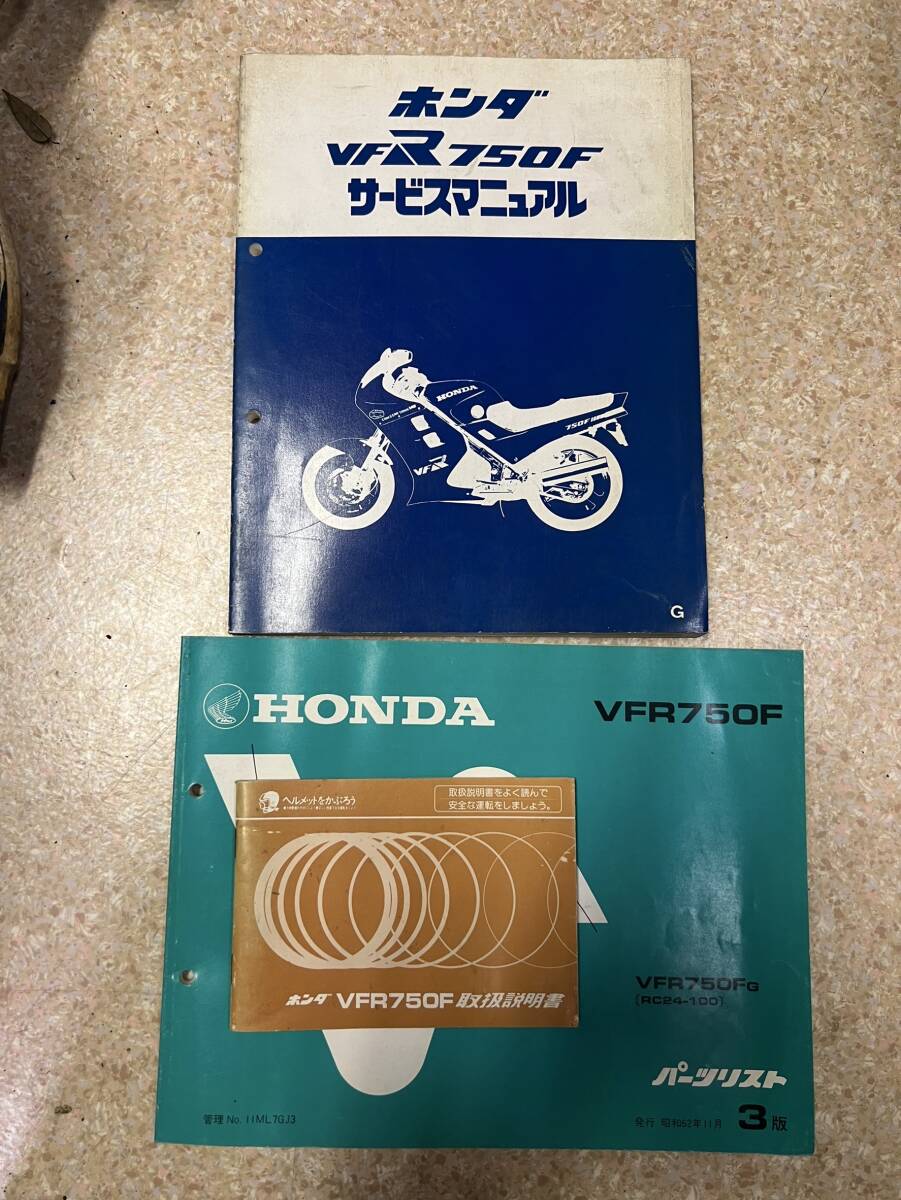 ホンダ
VFR750F
サービスマニュアル
HONDA
750F
VFR
G
HONDA
VFR750F
ヘルメットをかぶろう
取扱説明書をよく読んで
安全な運転をしましょう。
ホンダ VFR750F 取扱説明書
VFR750FG
(RC24-100)
パーツリスト
管理 No. 11ML7GJ3
発行 昭和62年11月 3版